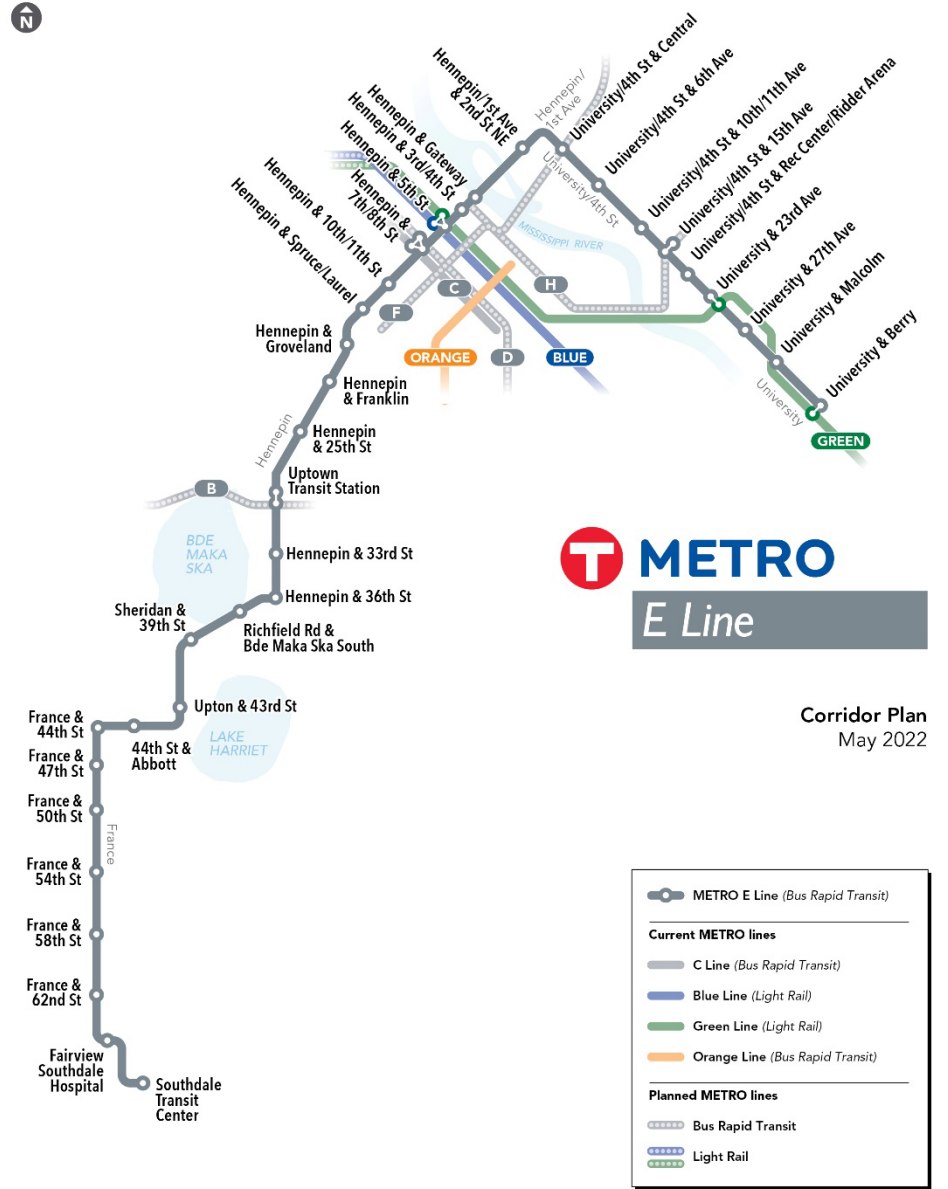 N
Hennepin/1st Ave
& 2nd St NE
Hennepin/
1st Ave
University/4th St & Central
University/4th St & 6th Ave
University/4th St & 10th/11th Ave
University/4th St & 15th Ave
University/4th St & Rec Center/Ridder Arena
University & 23rd Ave
University & 27th Ave
University & Malcolm
University & Berry
University/4th St
MISSISSIPPI RIVER
University
GREEN
Hennepin & Gateway
Hennepin & 3rd/4th St
Hennepin & 5th St
Hennepin &
7th/8th St
Hennepin & 10th/11th St
Hennepin & Spruce/Laurel
Hennepin &
Groveland
F
C
H
ORANGE
D
BLUE
Hennepin
& Franklin
Hennepin
Hennepin
& 25th St
Uptown
Transit Station
B
BDE
MAKA
SKA
Hennepin & 33rd St
Hennepin & 36th St
Sheridan &
39th St
Richfield Rd &
Bde Maka Ska South
Upton & 43rd St
LAKE
HARRIET
France &
44th St
44th St &
Abbott
France &
47th St
France &
50th St
France
France &
54th St
France &
58th St
France &
62nd St
Fairview
Southdale
Hospital
Southdale
Transit
Center
T METRO
E Line
Corridor Plan
May 2022
METRO E Line (Bus Rapid Transit)
Current METRO lines
C Line (Bus Rapid Transit)
Blue Line (Light Rail)
Green Line (Light Rail)
Orange Line (Bus Rapid Transit)
Planned METRO lines
Bus Rapid Transit
Light Rail